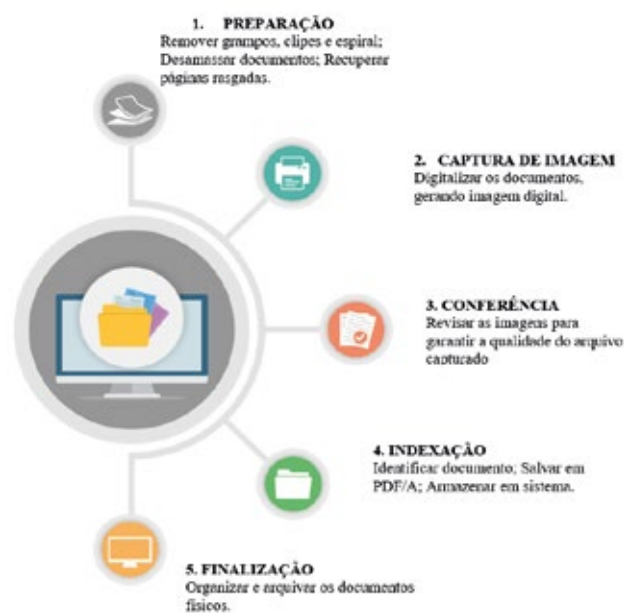 1. PREPARAÇÃO
Remover grampos, clipes e espiral;
Desamassar documentos; Recuperar
páginas rasgadas.
2. CAPTURA DE IMAGEM
Digitalizar os documentos,
gerando imagem digital.
3. CONFERÊNCIA
Revisar as imagens para
garantir a qualidade do arquivo
capturado
4. INDEXAÇÃO
Identificar documento; Salvar em
PDF/A; Armazenar em sistema.
5. FINALIZAÇÃO
Organizar e arquivar os documentos
físicos.